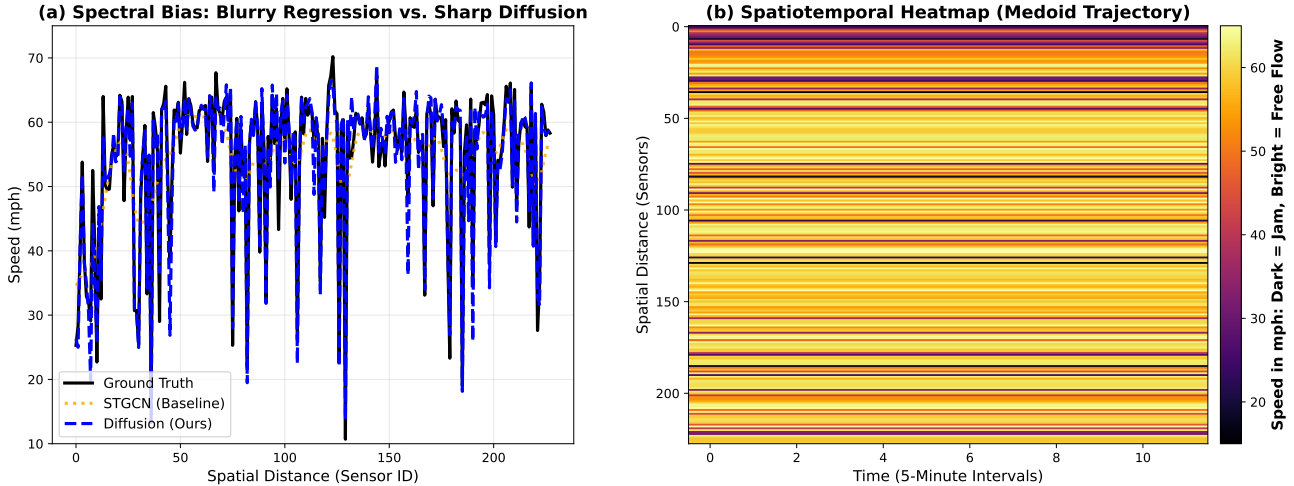 (a) Spectral Bias: Blurry Regression vs. Sharp Diffusion
Speed (mph)
70
60
50
40
30
20
10
0
50
100
150
200
Spatial Distance (Sensor ID)
Ground Truth
STGCN (Baseline)
Diffusion (Ours)
(b) Spatiotemporal Heatmap (Medoid Trajectory)
Spatial Distance (Sensors)
0
50
100
150
200
0
2
4
6
8
10
Time (5-Minute Intervals)
60
50
40
30
20
Speed in mph: Dark = Jam, Bright = Free Flow